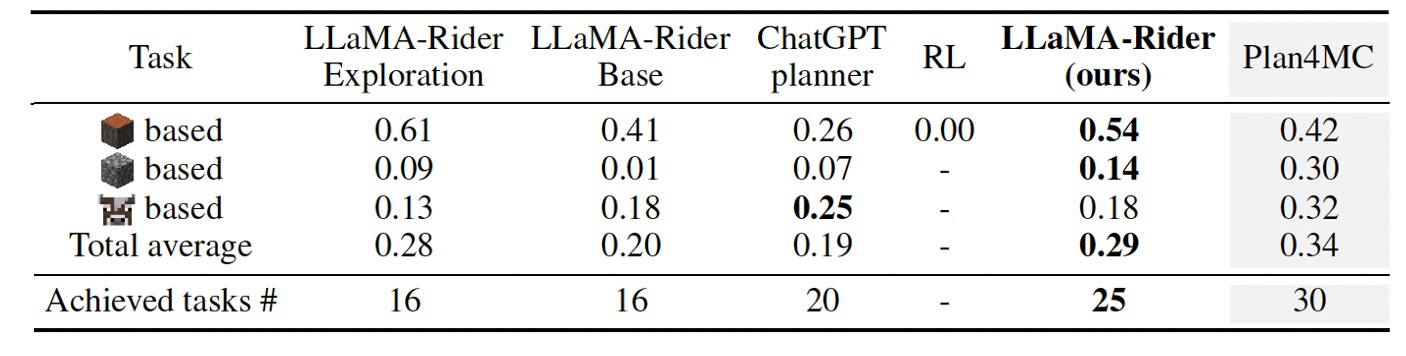 Task LLaMA-Rider Exploration LLaMA-Rider Base ChatGPT planner RL LLaMA-Rider (ours) Plan4MC
based 0.61 0.41 0.26 0.00 0.54 0.42
based 0.09 0.01 0.07 - 0.14 0.30
based 0.13 0.18 0.25 - 0.18 0.32
Total average 0.28 0.20 0.19 - 0.29 0.34
Achieved tasks # 16 16 20 - 25 30